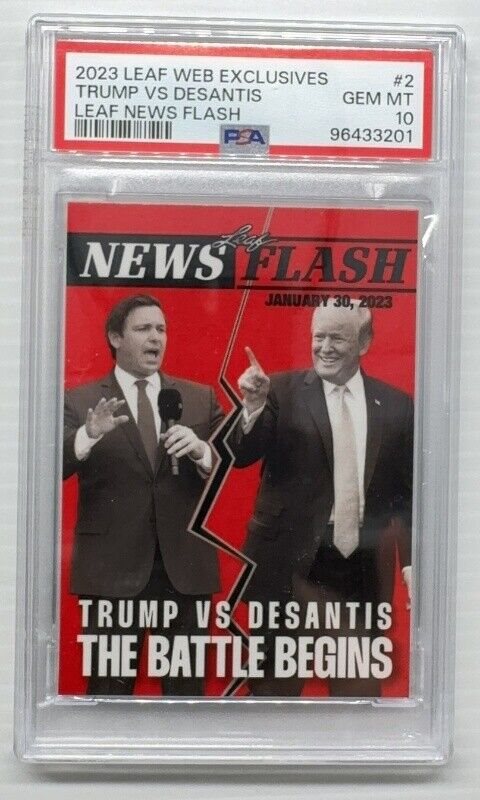 2023 LEAF WEB EXCLUSIVES #2
TRUMP VS DESANTIS GEM MT
LEAF NEWS FLASH 10
PSA 96433201
Leaf
NEWS FLASH
JANUARY 30, 2023
TRUMP VS DESANTIS
THE BATTLE BEGINS